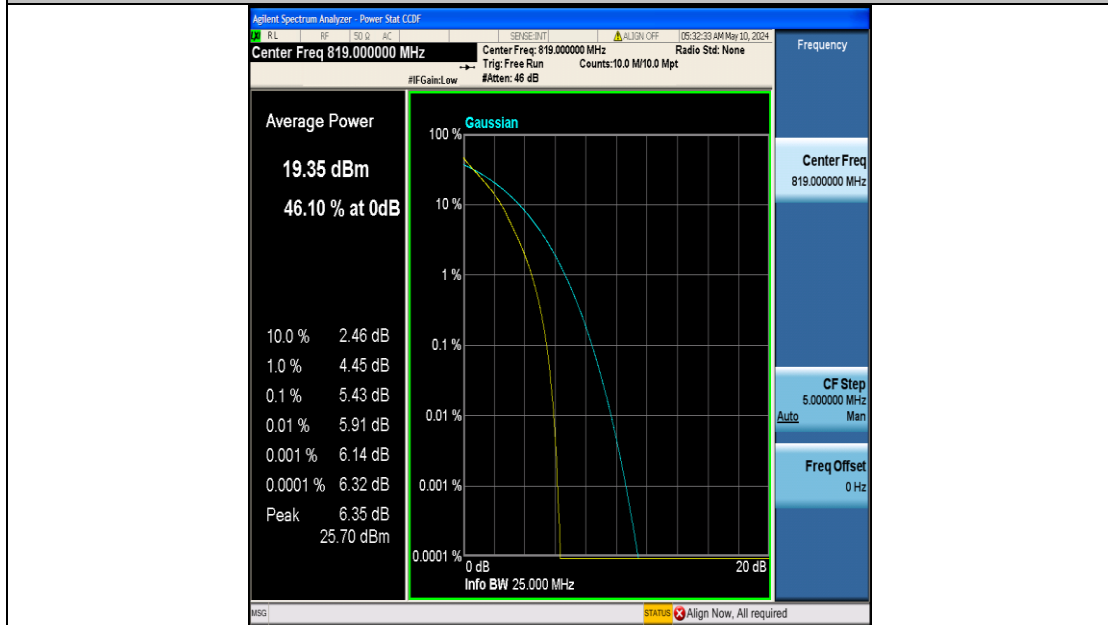 Agilent Spectrum Analyzer - Power Stat CCDF
RL RF 50 Ω AC SENSE:INT ALIGN OFF 05:32:33 AM May 10, 2024
Center Freq 819.000000 MHz
Center Freq: 819.000000 MHz Radio Std: None
Trig: Free Run Counts:10.0 M/10.0 Mpt
#IFGain:Low #Atten: 46 dB
Frequency
Average Power
19.35 dBm
46.10 % at 0dB
10.0 % 2.46 dB
1.0 % 4.45 dB
0.1 % 5.43 dB
0.01 % 5.91 dB
0.001 % 6.14 dB
0.0001 % 6.32 dB
Peak 6.35 dB
25.70 dBm
Gaussian
100 %
10 %
1 %
0.1 %
0.01 %
0.001 %
0.0001 %
0 dB 20 dB
Info BW 25.000 MHz
Center Freq
819.000000 MHz
CF Step
5.000000 MHz
Auto Man
Freq Offset
0 Hz
MSG STATUS Align Now, All required